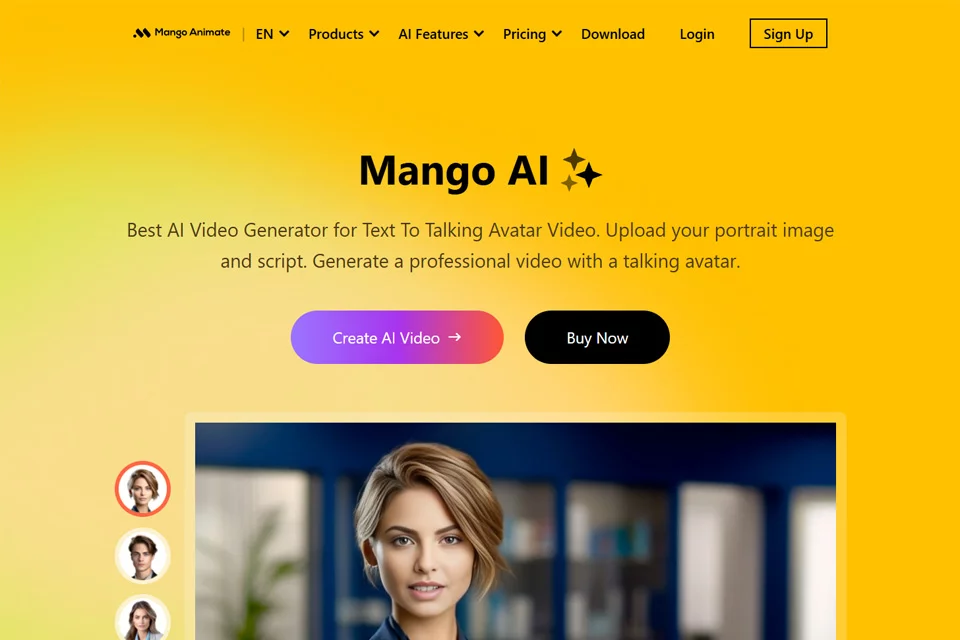 Mango Animate | EN Products AI Features Pricing Download Login Sign Up
Mango AI
Best AI Video Generator for Text To Talking Avatar Video. Upload your portrait image
and script. Generate a professional video with a talking avatar.
Create AI Video → Buy Now